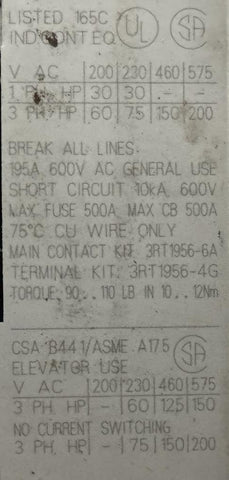 LISTED 165C
IND.CONT.EQ. UL SA
V AC 200 230 460 575
1 PH HP 30 30 - -
3 PH HP 60 75 150 200
BREAK ALL LINES
195A 600V AC GENERAL USE
SHORT CIRCUIT 10kA, 600V
MAX FUSE 500A, MAX CB 500A
75°C CU WIRE ONLY
MAIN CONTACT KIT 3RT1956-6A
TERMINAL KIT: 3RT1956-4G
TORQUE, 90...110 LB IN 10...12Nm
CSA B44.1/ASME A17.5
ELEVATOR USE SA
V AC 200 230 460 575
3 PH HP - 60 125 150
NO CURRENT SWITCHING
3 PH HP - 75 150 200